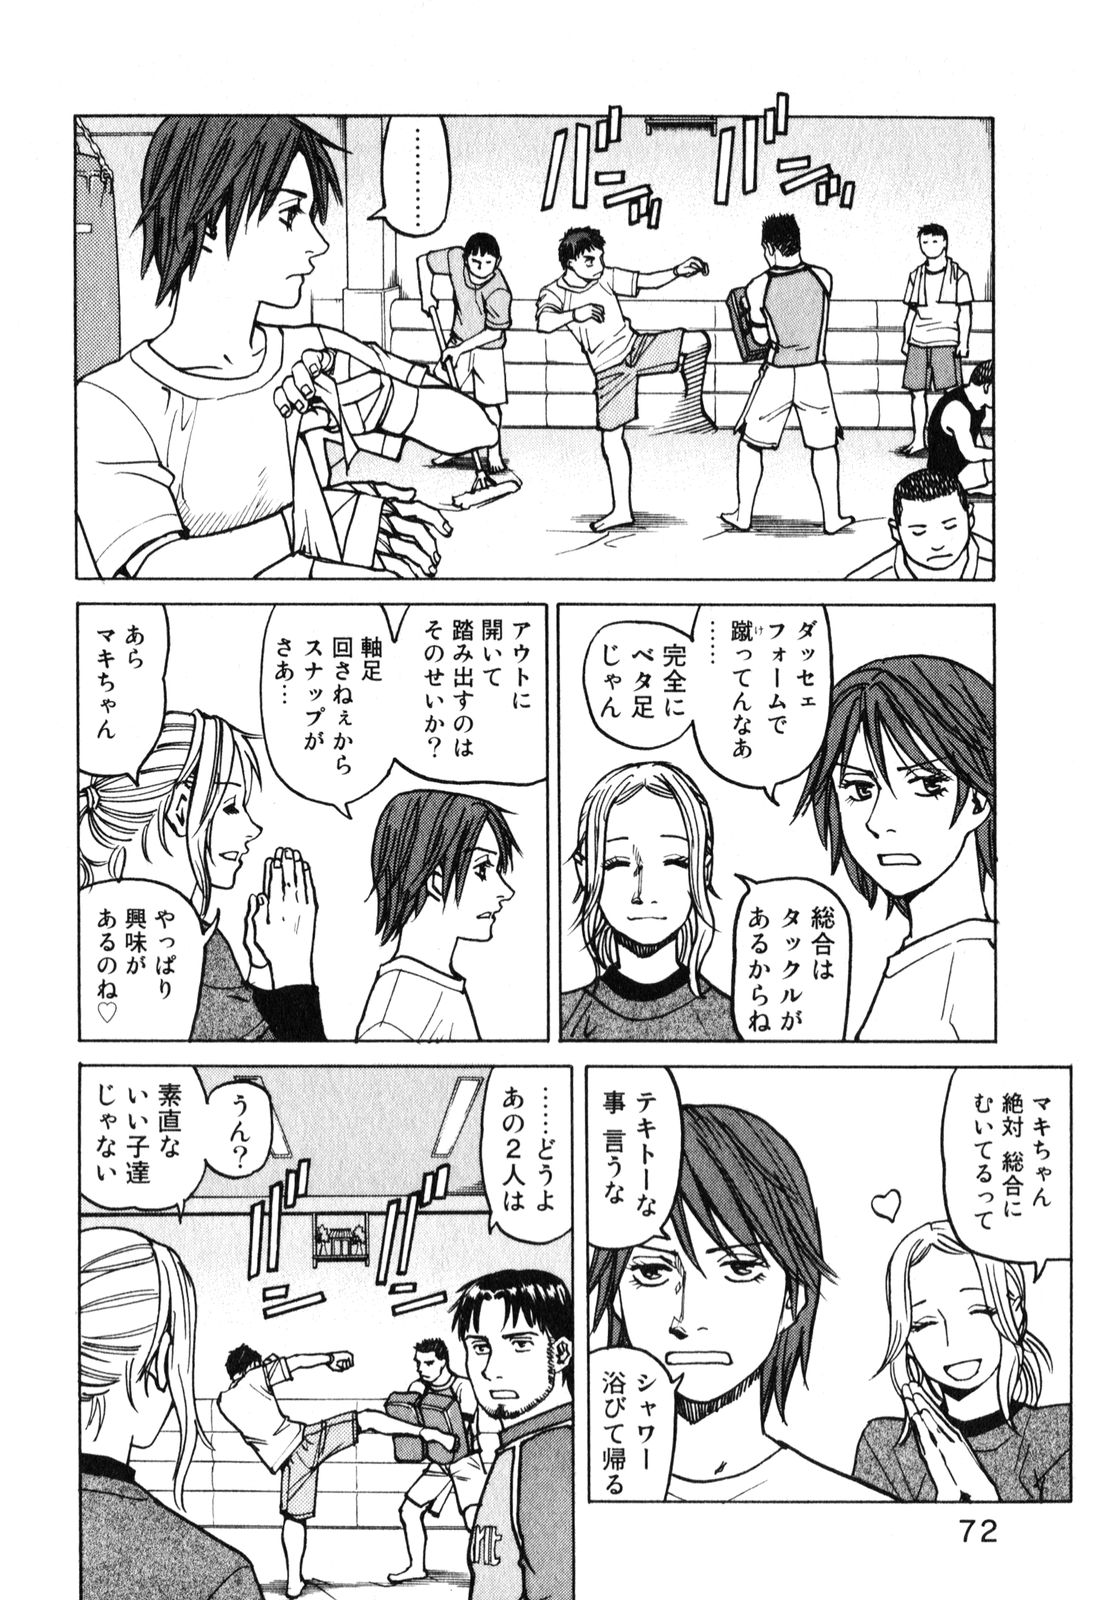 ………
バンッ
バシッ
ダッセェ
フォームで
蹴ってんなあ
……
完全に
ベタ足
じゃん
総合は
タックルが
あるからね
アウトに
開いて
踏み出すのは
そのせいか？
軸足
回さねぇから
スナップが
さあ…
あら
マキちゃん
やっぱり
興味が
あるのね♡
マキちゃん
絶対 総合に
むいてるって
テキトーな
事 言うな
シャワー
浴びて帰る
……どうよ
あの2人は
うん？
素直な
いい子達
じゃない
72